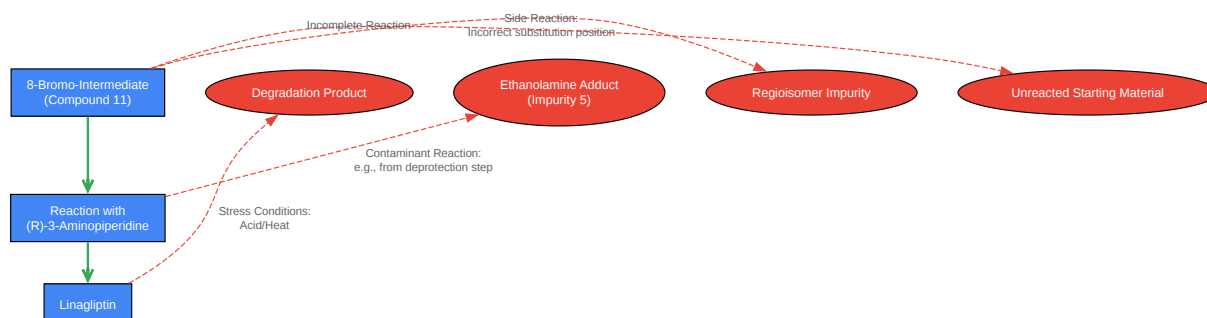 Side Reaction:
Incomplete Reaction
Incorrect substitution position
8-Bromo-Intermediate
(Compound 11)
Degradation Product
Ethanolamine Adduct
(Impurity 5)
Regioisomer Impurity
Unreacted Starting Material
Contaminant Reaction:
e.g., from deprotection step
Reaction with
(R)-3-Aminopiperidine
Stress Conditions:
Acid/Heat
Linagliptin